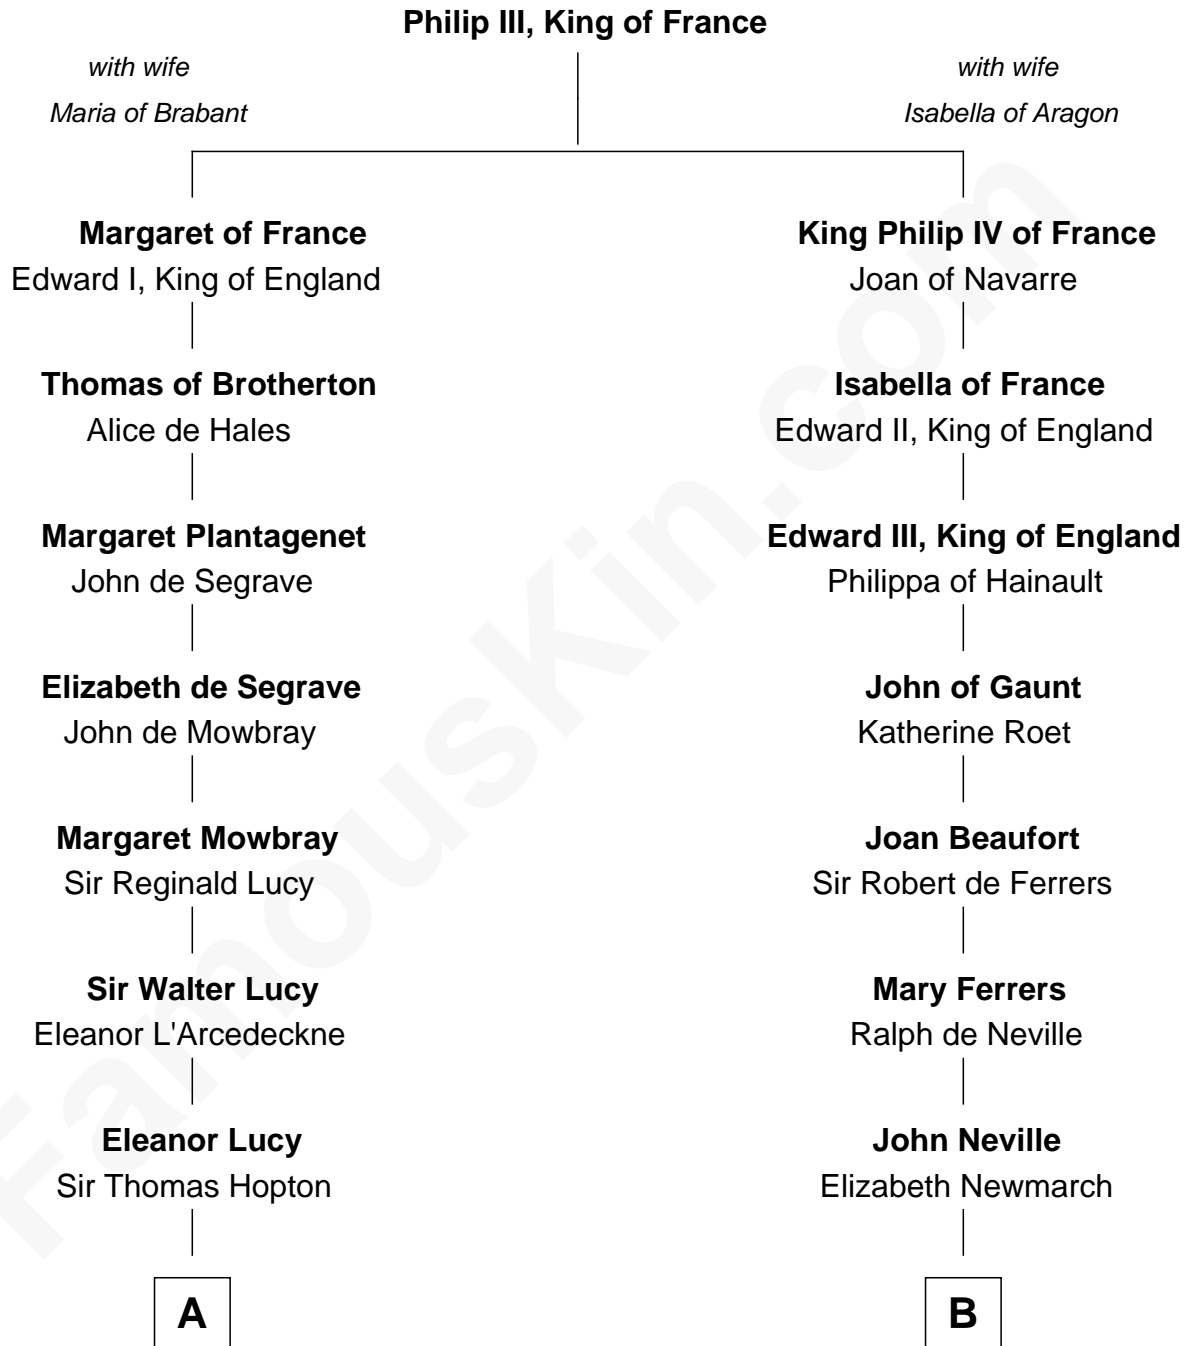 Philip III, King of France
with wife
Maria of Brabant
with wife
Isabella of Aragon
Margaret of France
Edward I, King of England
King Philip IV of France
Joan of Navarre
Thomas of Brotherton
Alice de Hales
Isabella of France
Edward II, King of England
Margaret Plantagenet
John de Segrave
Edward III, King of England
Philippa of Hainault
Elizabeth de Segrave
John de Mowbray
John of Gaunt
Katherine Roet
Margaret Mowbray
Sir Reginald Lucy
Joan Beaufort
Sir Robert de Ferrers
Sir Walter Lucy
Eleanor L'Arcedeckne
Mary Ferrers
Ralph de Neville
Eleanor Lucy
Sir Thomas Hopton
John Neville
Elizabeth Newmarch
A
B
FamousKin.com